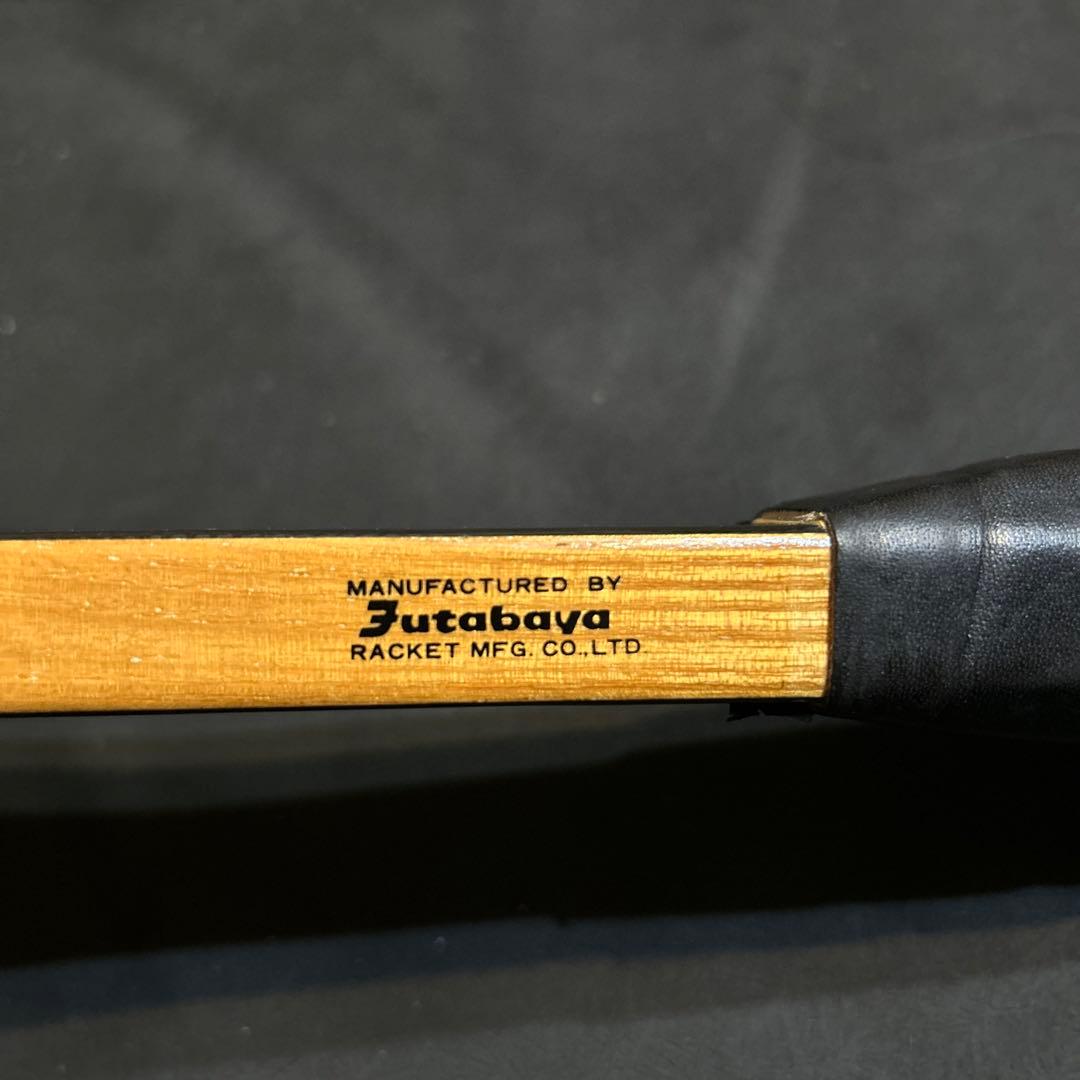 MANUFACTURED BY
Futabaya
RACKET MFG. CO.,LTD.